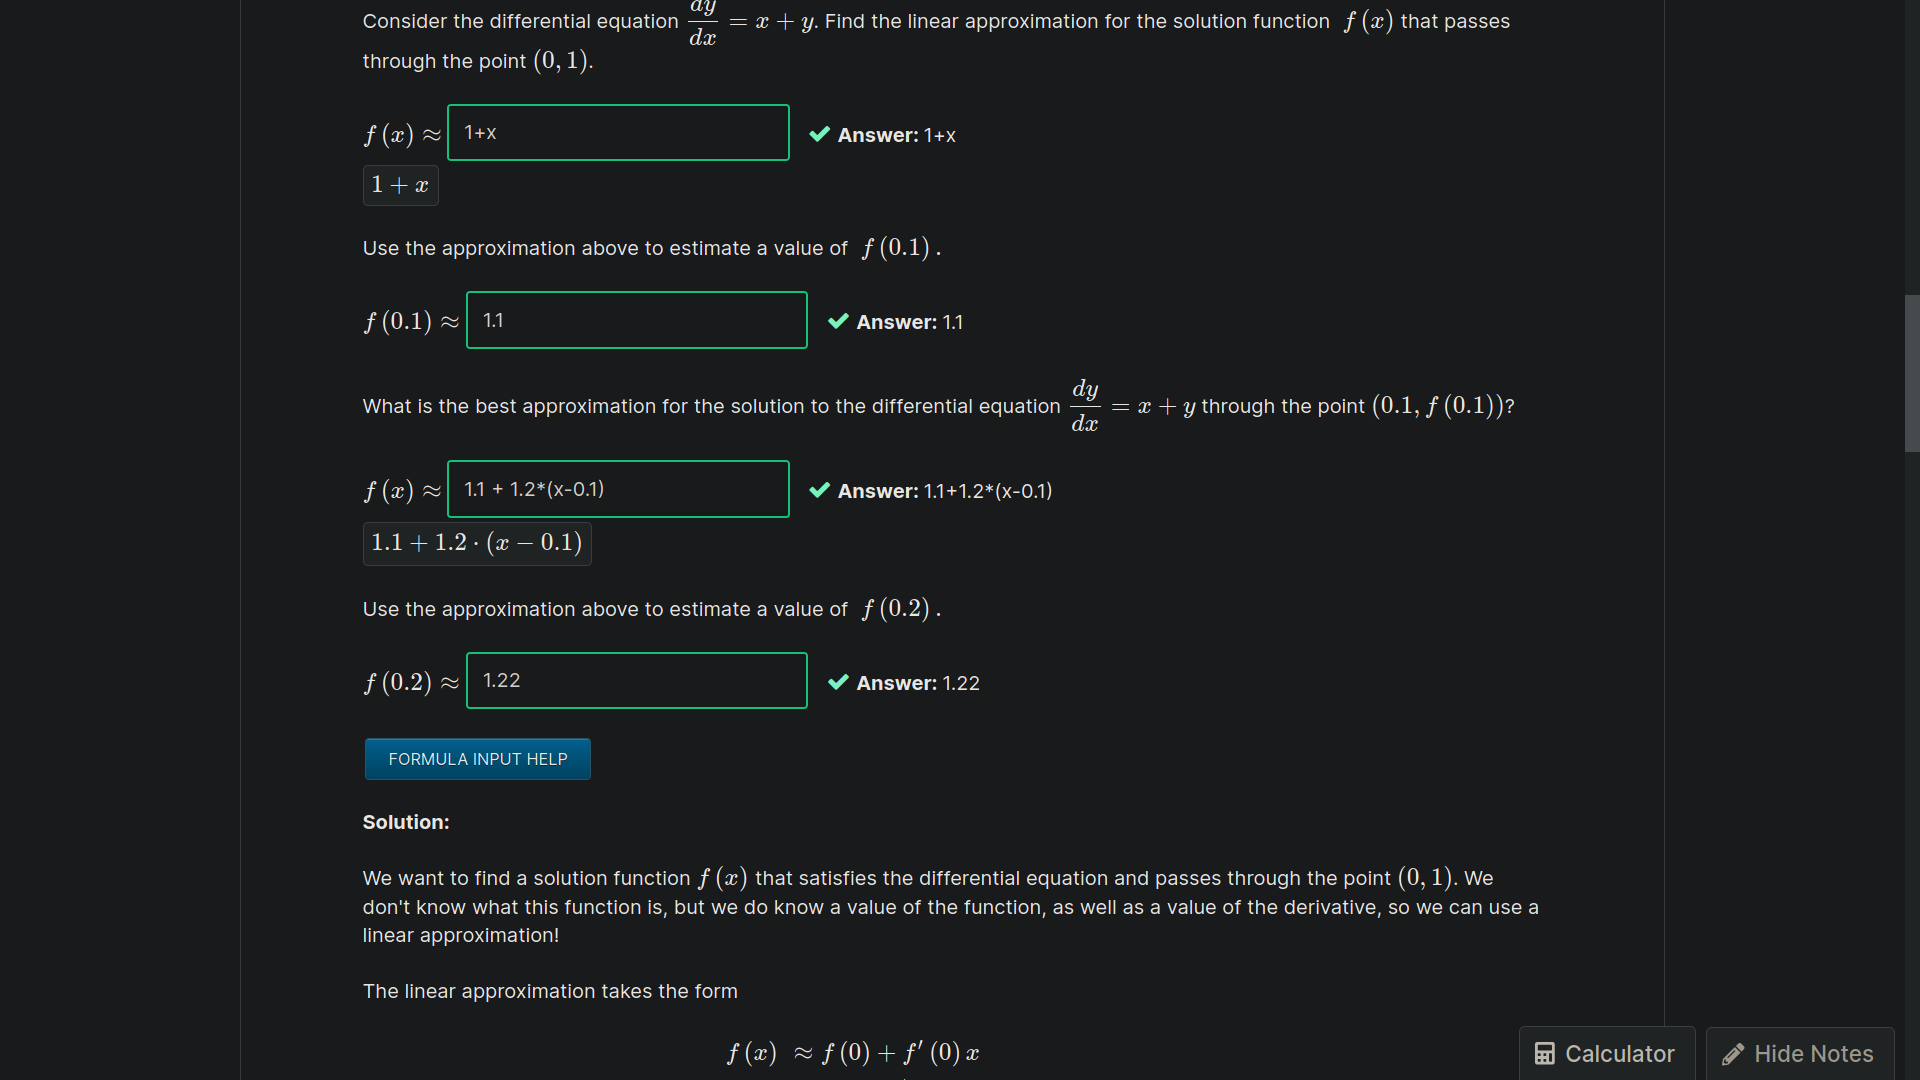 Consider the differential equation dy/dx = x + y. Find the linear approximation for the solution function f (x) that passes
through the point (0, 1).
f (x) ≈ 1+x Answer: 1+x
1 + x
Use the approximation above to estimate a value of f (0.1) .
f (0.1) ≈ 1.1 Answer: 1.1
What is the best approximation for the solution to the differential equation dy/dx = x + y through the point (0.1, f (0.1))?
f (x) ≈ 1.1 + 1.2*(x-0.1) Answer: 1.1+1.2*(x-0.1)
1.1 + 1.2 · (x − 0.1)
Use the approximation above to estimate a value of f (0.2) .
f (0.2) ≈ 1.22 Answer: 1.22
FORMULA INPUT HELP
Solution:
We want to find a solution function f (x) that satisfies the differential equation and passes through the point (0, 1). We
don't know what this function is, but we do know a value of the function, as well as a value of the derivative, so we can use a
linear approximation!
The linear approximation takes the form
f (x) ≈ f (0) + f′ (0) x
Calculator
Hide Notes